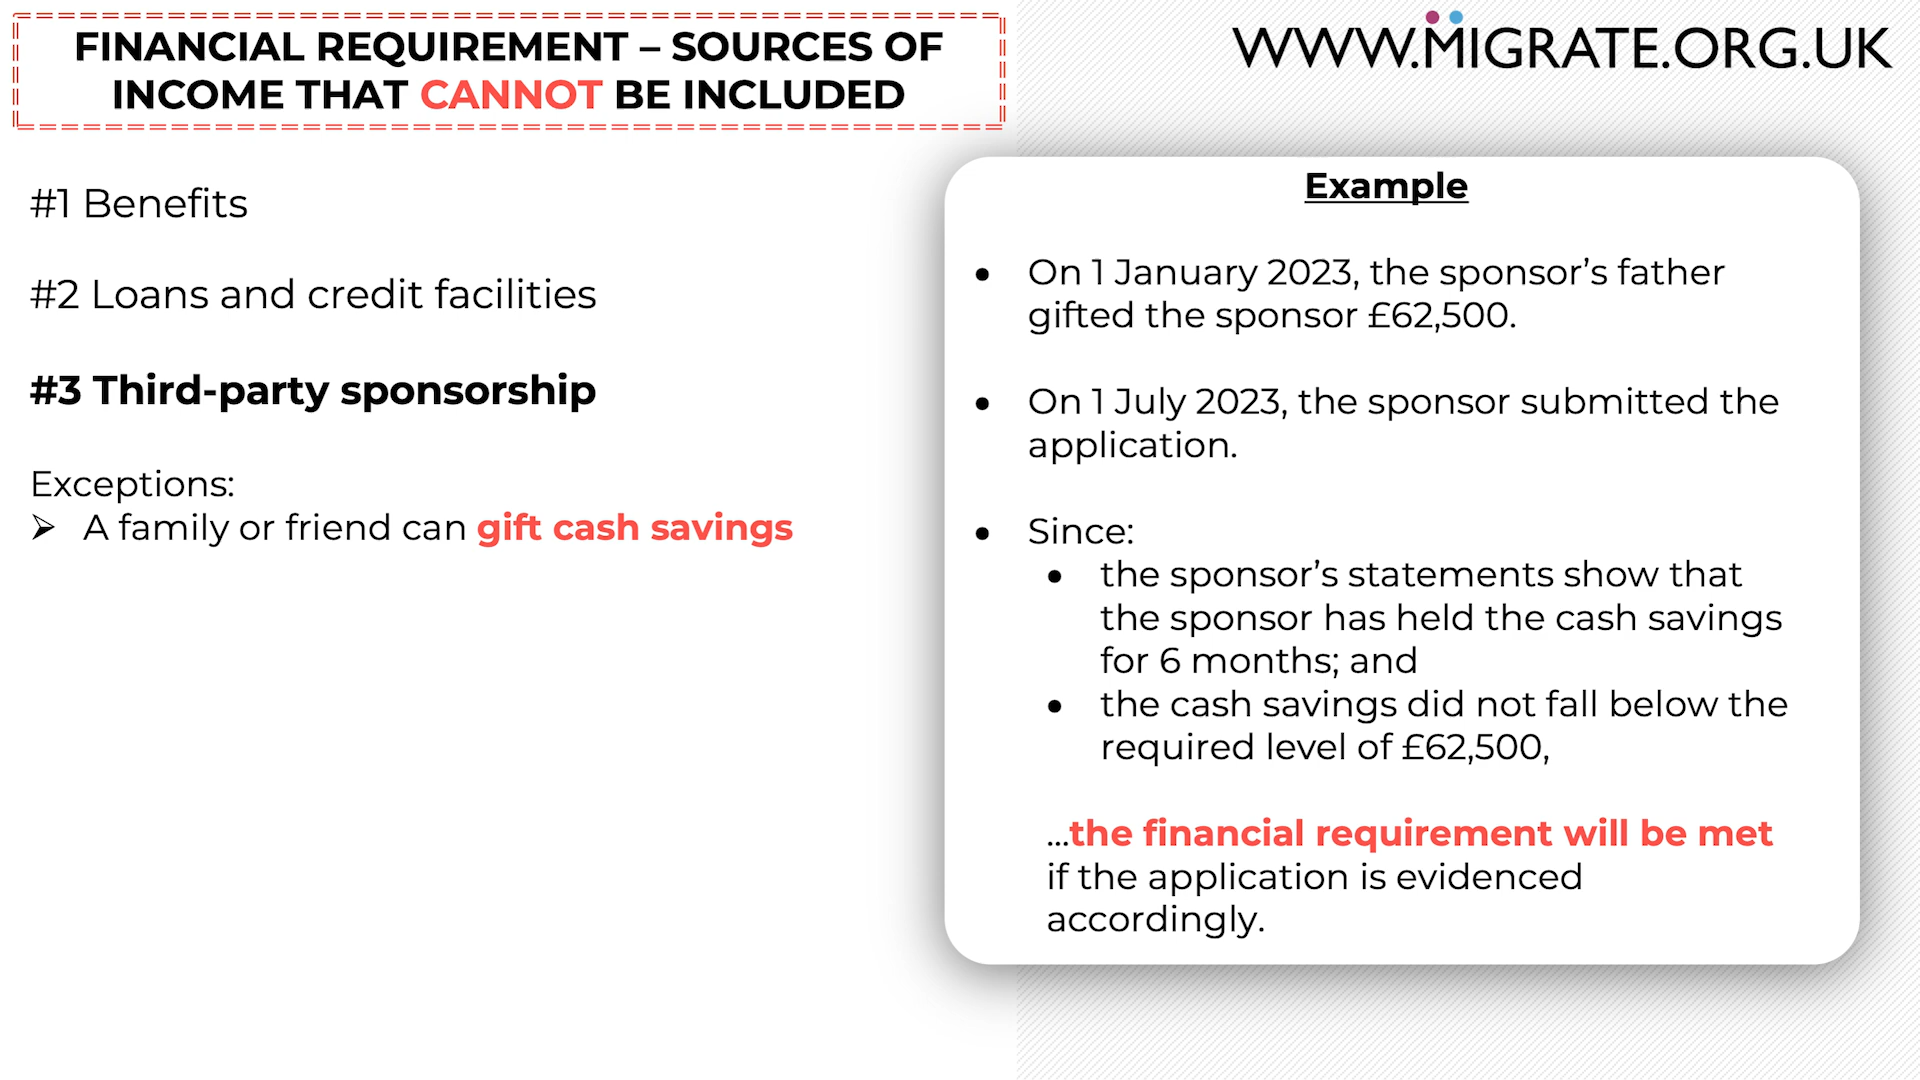 FINANCIAL REQUIREMENT – SOURCES OF
INCOME THAT CANNOT BE INCLUDED
WWW.MIGRATE.ORG.UK
#1 Benefits
#2 Loans and credit facilities
#3 Third-party sponsorship
Exceptions:
➢ A family or friend can gift cash savings
Example
• On 1 January 2023, the sponsor’s father
gifted the sponsor £62,500.
• On 1 July 2023, the sponsor submitted the
application.
• Since:
• the sponsor’s statements show that
the sponsor has held the cash savings
for 6 months; and
• the cash savings did not fall below the
required level of £62,500,
…the financial requirement will be met
if the application is evidenced
accordingly.